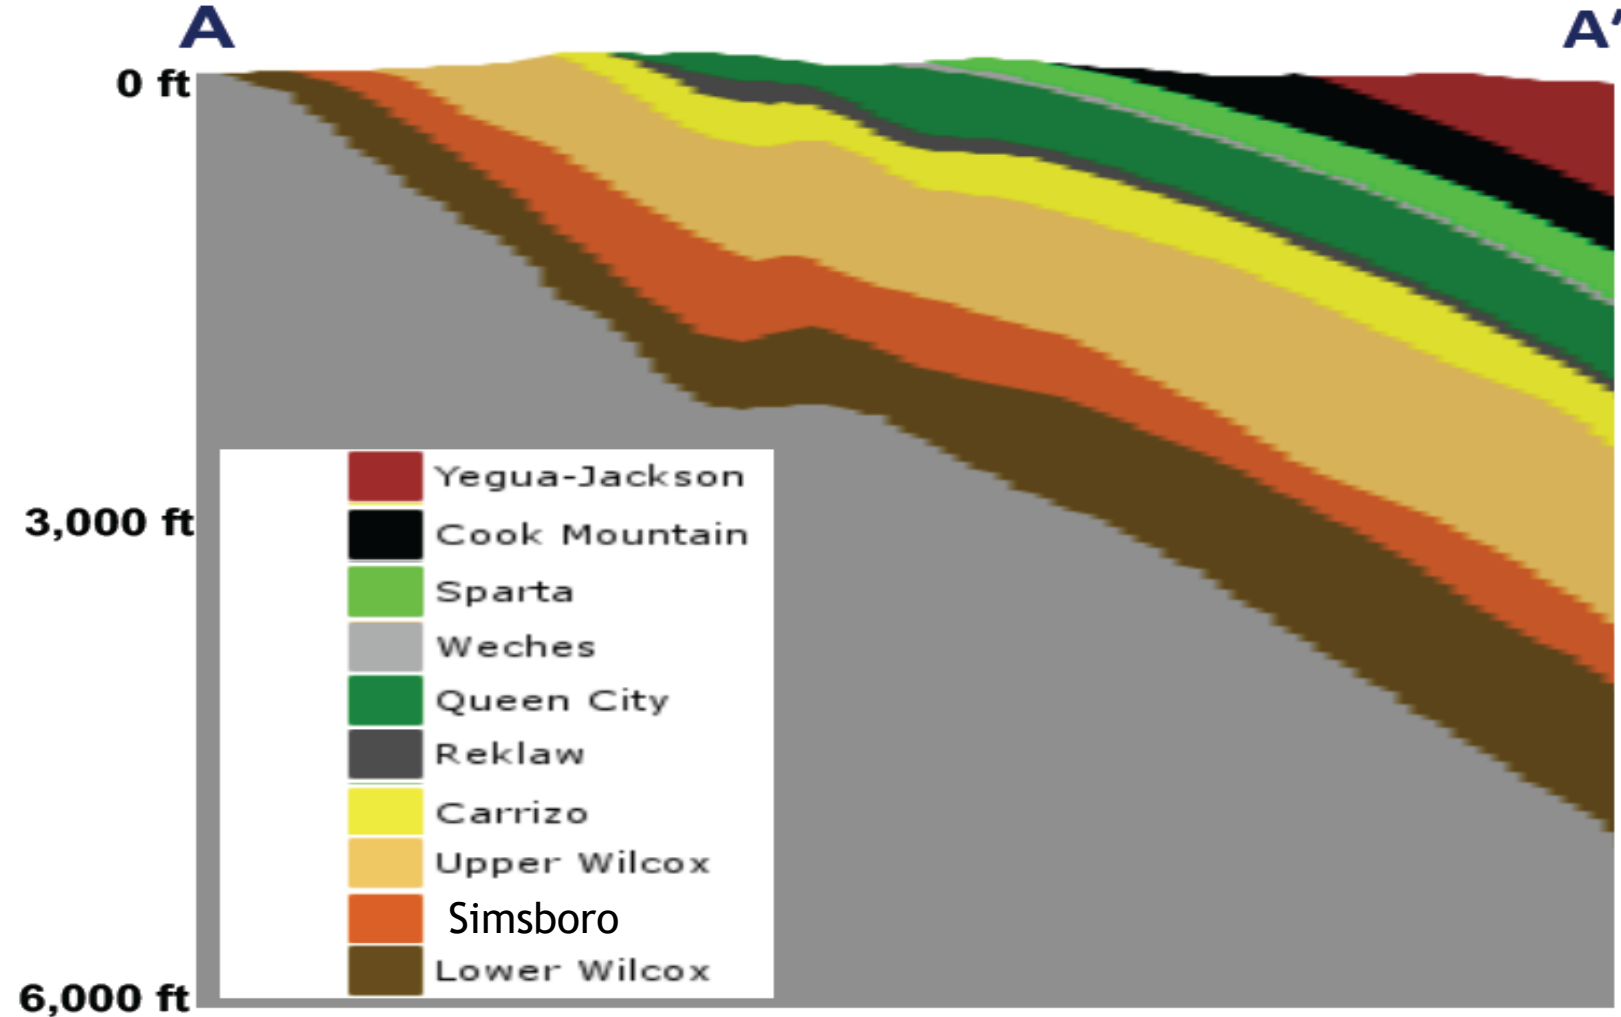 A
A'
0 ft
3,000 ft
6,000 ft
Yegua-Jackson
Cook Mountain
Sparta
Weches
Queen City
Reklaw
Carrizo
Upper Wilcox
Simsboro
Lower Wilcox